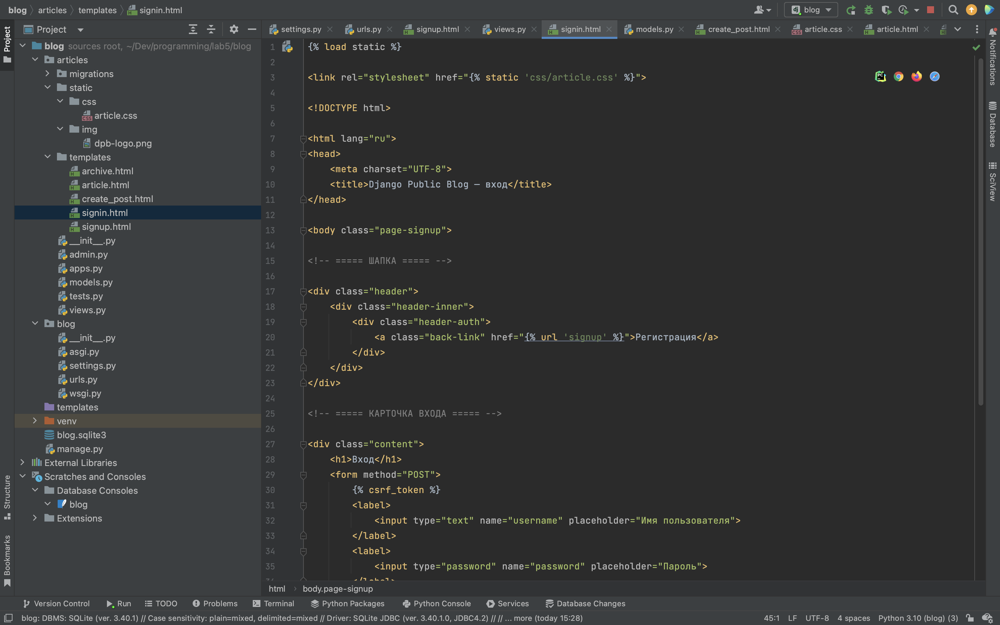 blog articles templates signin.html
blog
Project
settings.py urls.py signup.html views.py signin.html models.py create_post.html article.css article.html
Project
blog sources root, ~/Dev/programming/lab5/blog
articles
migrations
static
css
article.css
img
dpb-logo.png
templates
archive.html
article.html
create_post.html
signin.html
signup.html
__init__.py
admin.py
apps.py
models.py
tests.py
views.py
blog
__init__.py
asgi.py
settings.py
urls.py
wsgi.py
templates
venv
blog.sqlite3
manage.py
External Libraries
Scratches and Consoles
Database Consoles
blog
Extensions
Structure
Bookmarks
1 {% load static %}
2
3 <link rel="stylesheet" href="{% static 'css/article.css' %}">
4
5 <!DOCTYPE html>
6
7 <html lang="ru">
8 <head>
9 <meta charset="UTF-8">
10 <title>Django Public Blog — вход</title>
11 </head>
12
13 <body class="page-signup">
14
15 <!-- ===== ШАПКА ===== -->
16
17 <div class="header">
18 <div class="header-inner">
19 <div class="header-auth">
20 <a class="back-link" href="{% url 'signup' %}">Регистрация</a>
21 </div>
22 </div>
23 </div>
24
25 <!-- ===== КАРТОЧКА ВХОДА ===== -->
26
27 <div class="content">
28 <h1>Вход</h1>
29 <form method="POST">
30 {% csrf_token %}
31 <label>
32 <input type="text" name="username" placeholder="Имя пользователя">
33 </label>
34 <label>
35 <input type="password" name="password" placeholder="Пароль">
36 </label>
Notifications
Database
SciView
html body.page-signup
Version Control Run TODO Problems Terminal Python Packages Python Console Services Database Changes
blog: DBMS: SQLite (ver. 3.40.1) // Case sensitivity: plain=mixed, delimited=mixed // Driver: SQLite JDBC (ver. 3.40.1.0, JDBC4.2) // // ... more (today 15:28) 45:1 LF UTF-8 4 spaces Python 3.10 (blog) (3)